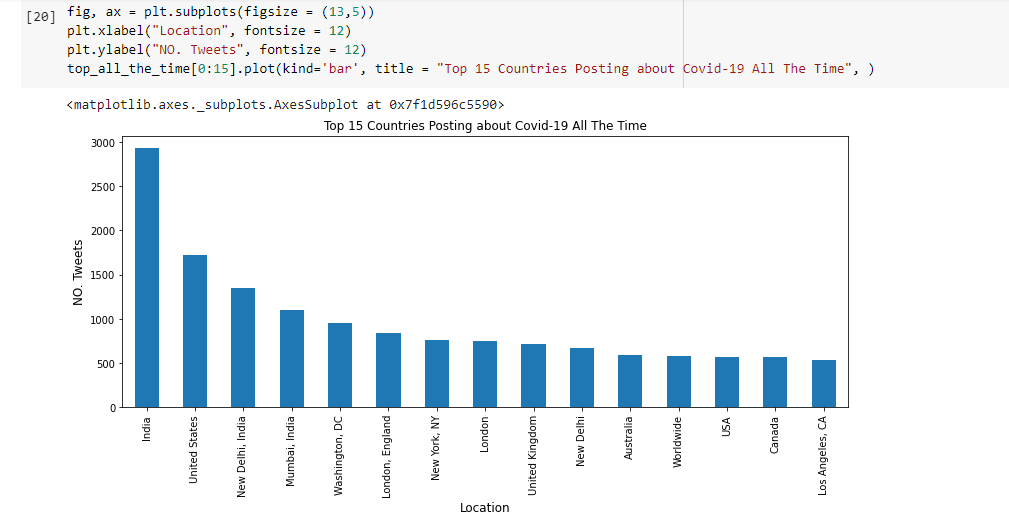 [20] fig, ax = plt.subplots(figsize = (13,5))
plt.xlabel("Location", fontsize = 12)
plt.ylabel("NO. Tweets", fontsize = 12)
top_all_the_time[0:15].plot(kind='bar', title = "Top 15 Countries Posting about Covid-19 All The Time", )
<matplotlib.axes._subplots.AxesSubplot at 0x7f1d596c5590>
Top 15 Countries Posting about Covid-19 All The Time
NO. Tweets
3000
2500
2000
1500
1000
500
0
India
United States
New Delhi, India
Mumbai, India
Washington, DC
London, England
New York, NY
London
United Kingdom
New Delhi
Australia
Worldwide
USA
Canada
Los Angeles, CA
Location